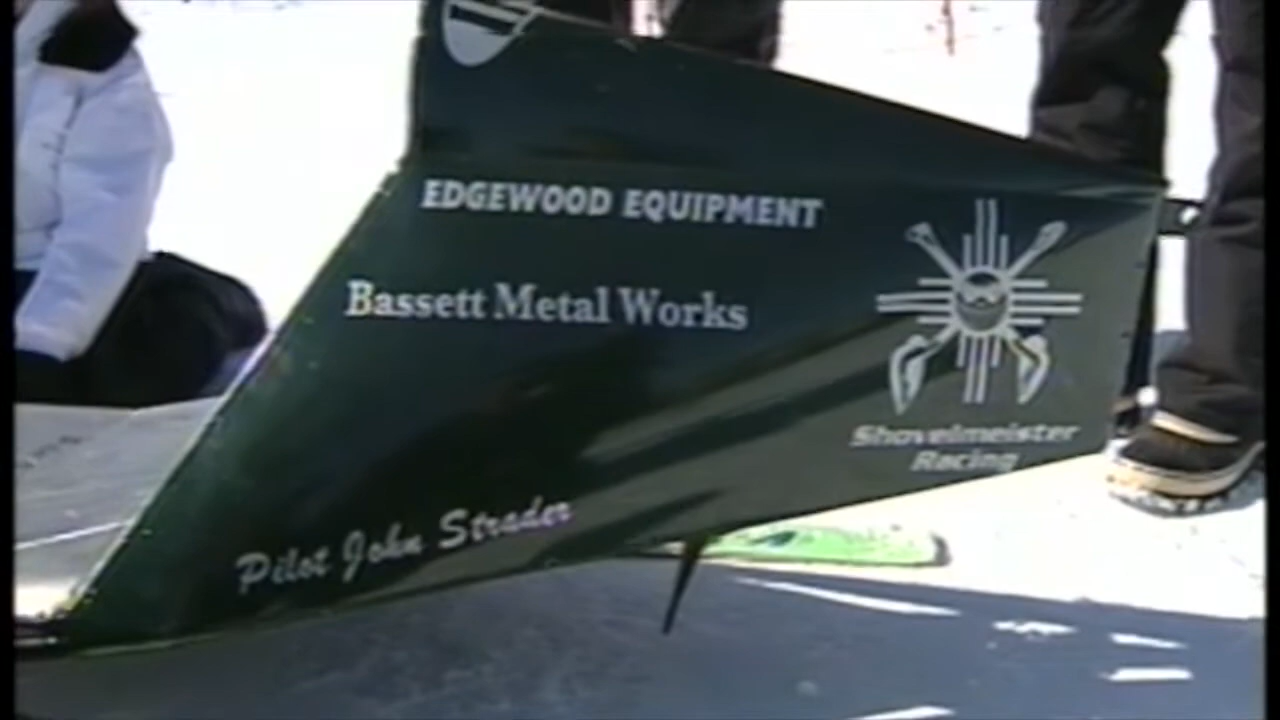 EDGEWOOD EQUIPMENT
Bassett Metal Works
Shovelmeister
Racing
Pilot John Strader